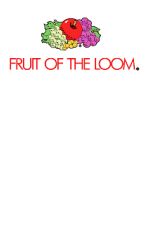 FRUIT OF THE LOOM.